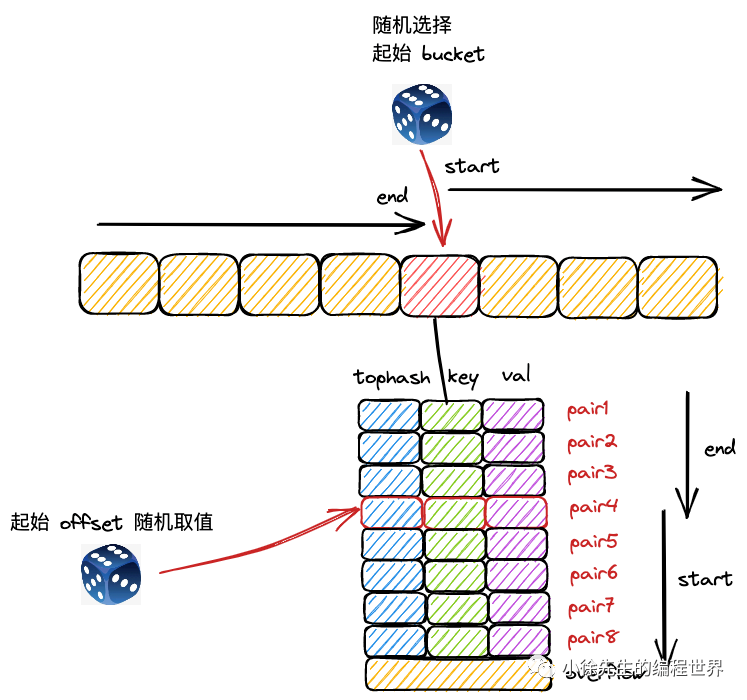 随机选择
起始 bucket
start
end
tophash key val
pair1
pair2
end
pair3
pair4
起始 offset 随机取值
pair5
pair6
start
pair7
pair8
overflow
小徐先生的编程世界